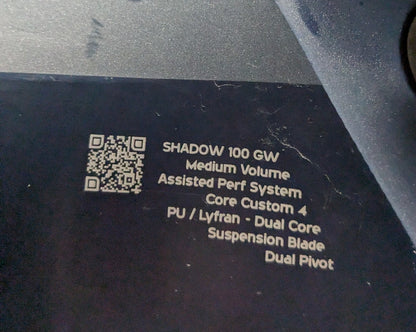 SHADOW 100 GW
Medium Volume
Assisted Perf System
Core Custom 4
PU / Lyfran - Dual Core
Suspension Blade
Dual Pivot